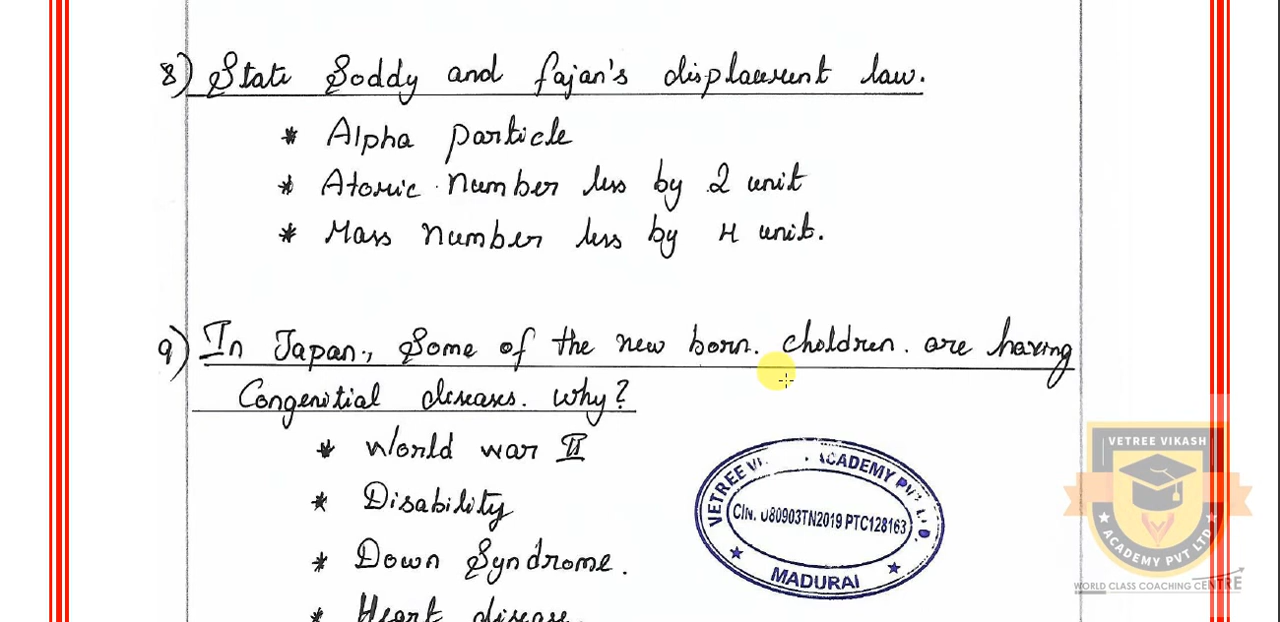 8) State Soddy and fajan's displacement law.
* Alpha particle
* Atomic Number less by 2 unit
* Mass number less by 4 unit.
9) In Japan, Some of the new born. children. are having
Congenitial diseases. why?
* World war II
* Disability
* Down Syndrome.
* Heart disease.
VETREE VI ACADEMY PVT LTD.
CIN. U80903TN2019 PTC128163
MADURAI
VETREE VIKASH
ACADEMY PVT LTD
WORLD CLASS COACHING CENTRE